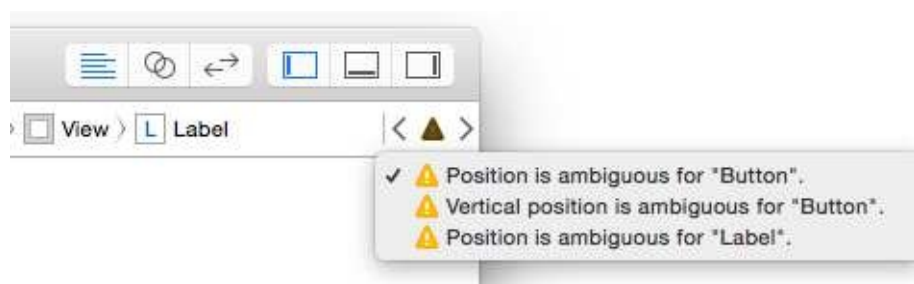 View 〉 L Label
Position is ambiguous for "Button".
Vertical position is ambiguous for "Button".
Position is ambiguous for "Label".